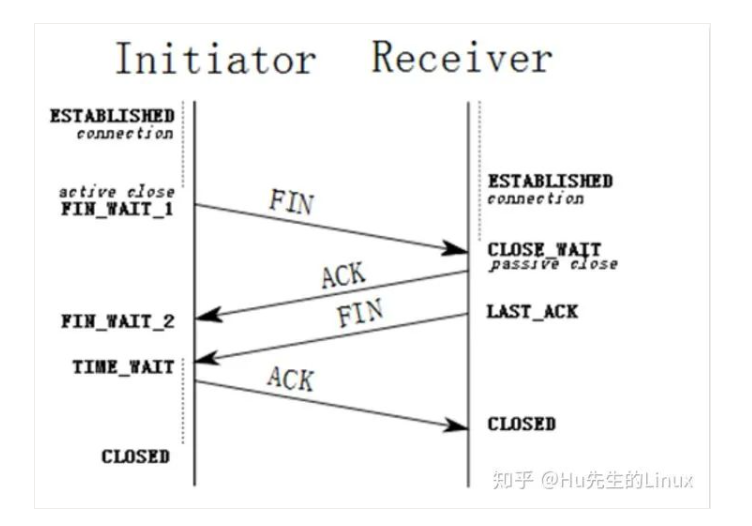 Initiator Receiver
ESTABLISHED
connection
active close
FIN_WAIT_1
FIN
ESTABLISHED
connection
CLOSE_WAIT
passive close
ACK
FIN_WAIT_2
FIN
LAST_ACK
TIME_WAIT
ACK
CLOSED
CLOSED
知乎 @Hu先生的Linux